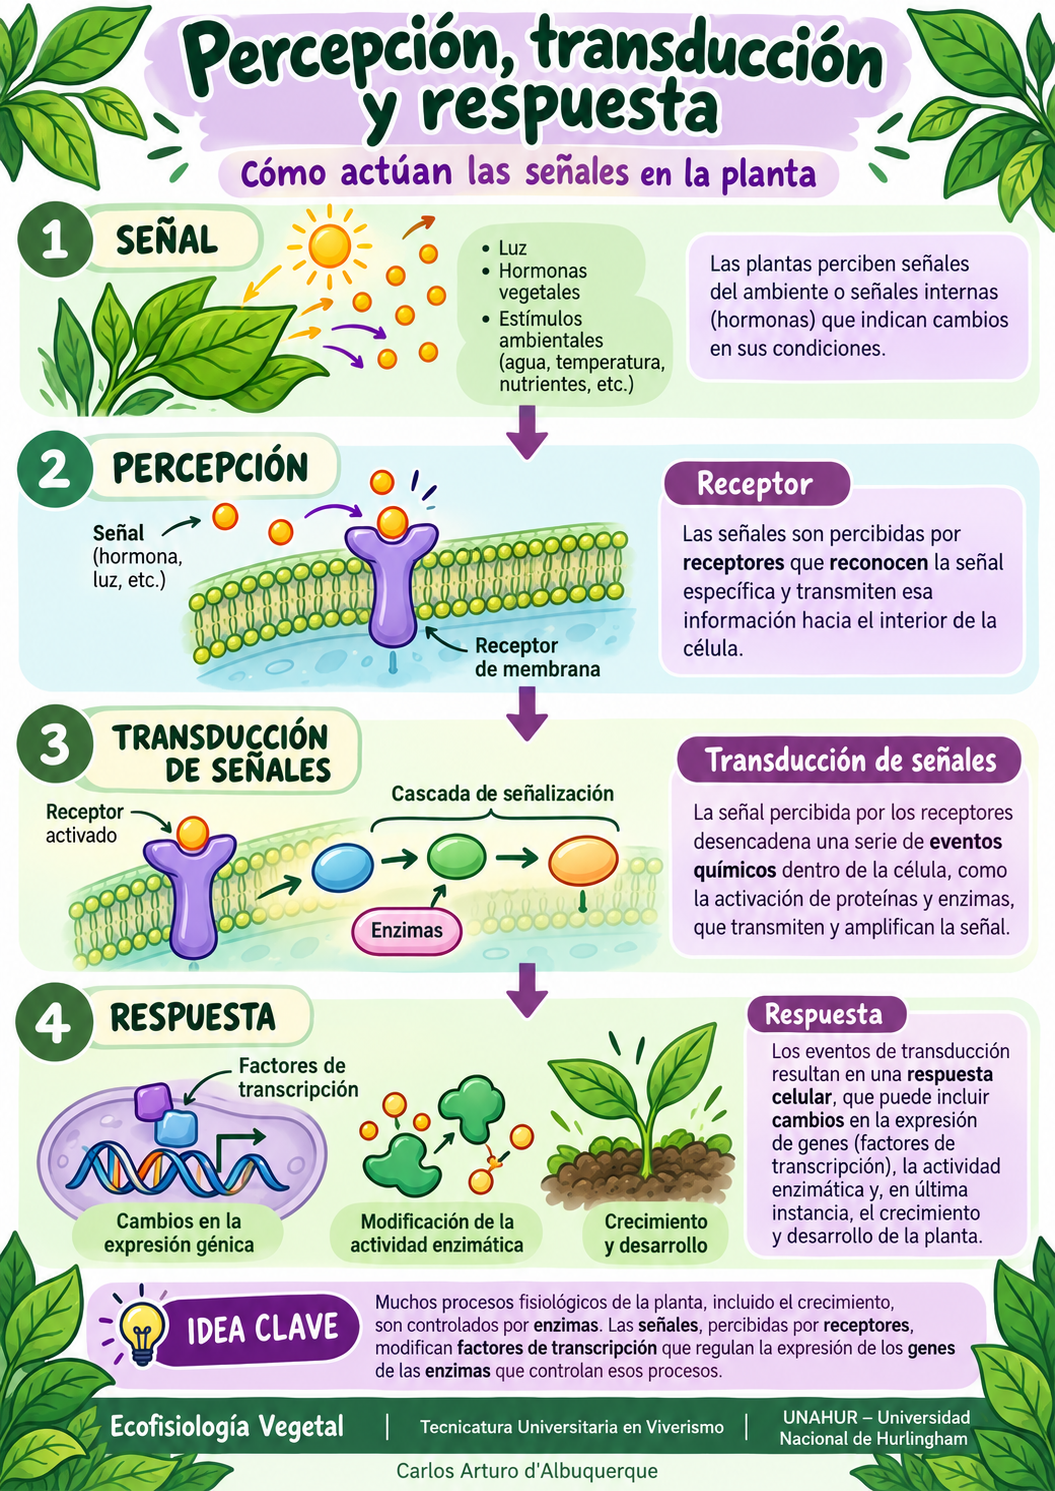 Percepción, transducción
y respuesta
Cómo actúan las señales en la planta
1 SEÑAL
• Luz
• Hormonas
vegetales
• Estímulos
ambientales
(agua, temperatura,
nutrientes, etc.)
Las plantas perciben señales
del ambiente o señales internas
(hormonas) que indican cambios
en sus condiciones.
2 PERCEPCIÓN
Señal
(hormona,
luz, etc.)
Receptor
de membrana
Receptor
Las señales son percibidas por
receptores que reconocen la señal
específica y transmiten esa
información hacia el interior de la
célula.
3 TRANSDUCCIÓN
DE SEÑALES
Receptor
activado
Cascada de señalización
Enzimas
Transducción de señales
La señal percibida por los receptores
desencadena una serie de eventos
químicos dentro de la célula, como
la activación de proteínas y enzimas,
que transmiten y amplifican la señal.
4 RESPUESTA
Factores de
transcripción
Cambios en la
expresión génica
Modificación de la
actividad enzimática
Crecimiento
y desarrollo
Respuesta
Los eventos de transducción
resultan en una respuesta
celular, que puede incluir
cambios en la expresión
de genes (factores de
transcripción), la actividad
enzimática y, en última
instancia, el crecimiento
y desarrollo de la planta.
IDEA CLAVE
Muchos procesos fisiológicos de la planta, incluido el crecimiento,
son controlados por enzimas. Las señales, percibidas por receptores,
modifican factores de transcripción que regulan la expresión de los genes
de las enzimas que controlan esos procesos.
Ecofisiología Vegetal | Tecnicatura Universitaria en Viverismo | UNAHUR – Universidad
Nacional de Hurlingham
Carlos Arturo d'Albuquerque